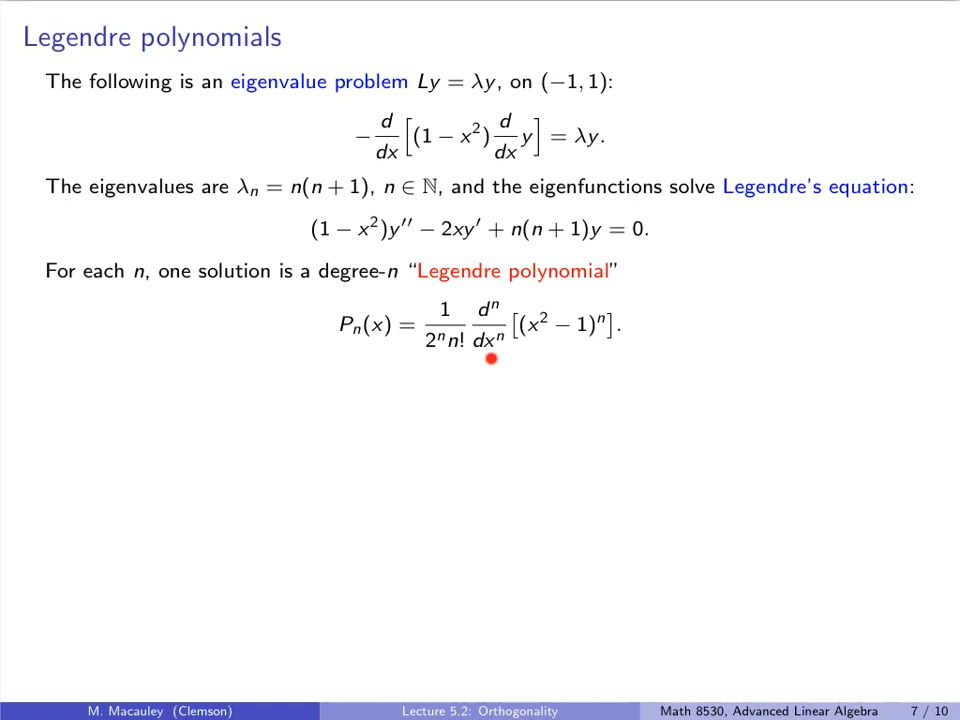 Legendre polynomials
The following is an eigenvalue problem Ly = λy, on (−1, 1):
− d/dx [(1 − x²) d/dx y] = λy.
The eigenvalues are λₙ = n(n + 1), n ∈ ℕ, and the eigenfunctions solve Legendre's equation:
(1 − x²)y′′ − 2xy′ + n(n + 1)y = 0.
For each n, one solution is a degree-n “Legendre polynomial”
Pₙ(x) = 1/(2ⁿn!) dⁿ/dxⁿ [(x² − 1)ⁿ].
M. Macauley (Clemson) Lecture 5.2: Orthogonality Math 8530, Advanced Linear Algebra 7 / 10